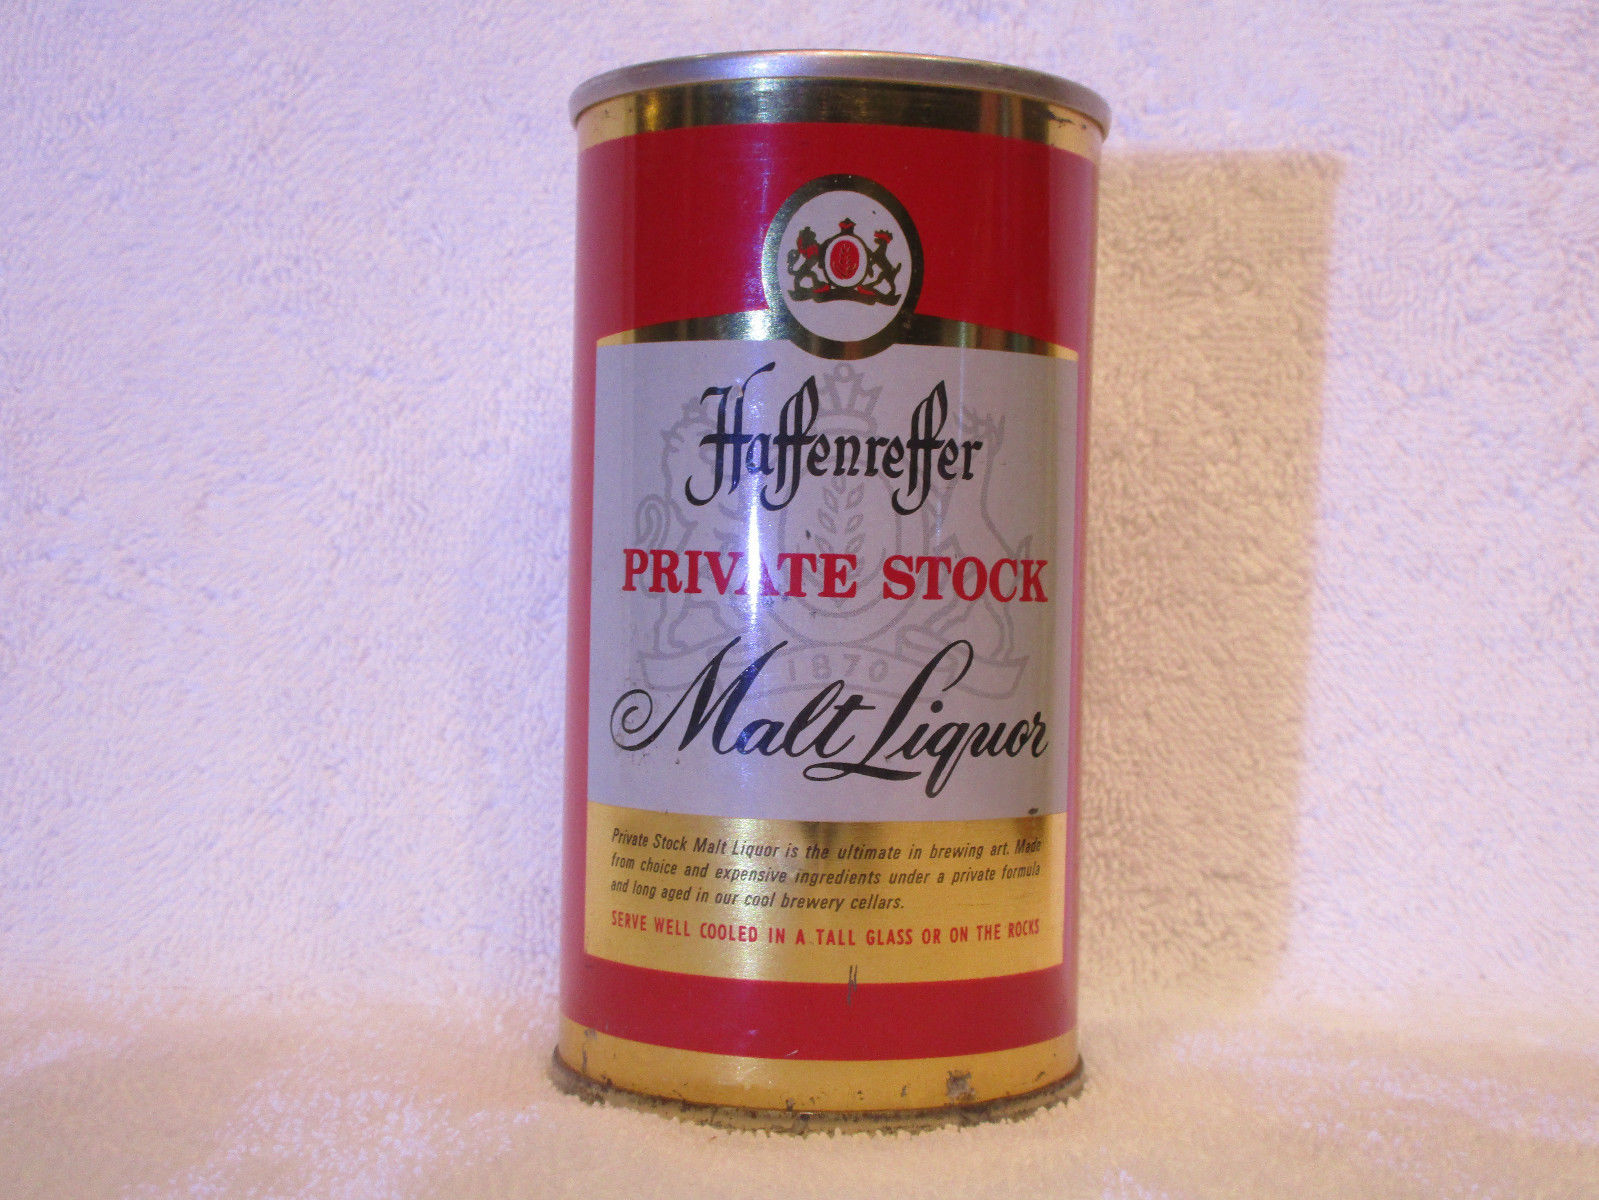 Haffenreffer
PRIVATE STOCK
1870
Malt Liquor
Private Stock Malt Liquor is the ultimate in brewing art. Made
from choice and expensive ingredients under a private formula
and long aged in our cool brewery cellars.
SERVE WELL COOLED IN A TALL GLASS OR ON THE ROCKS